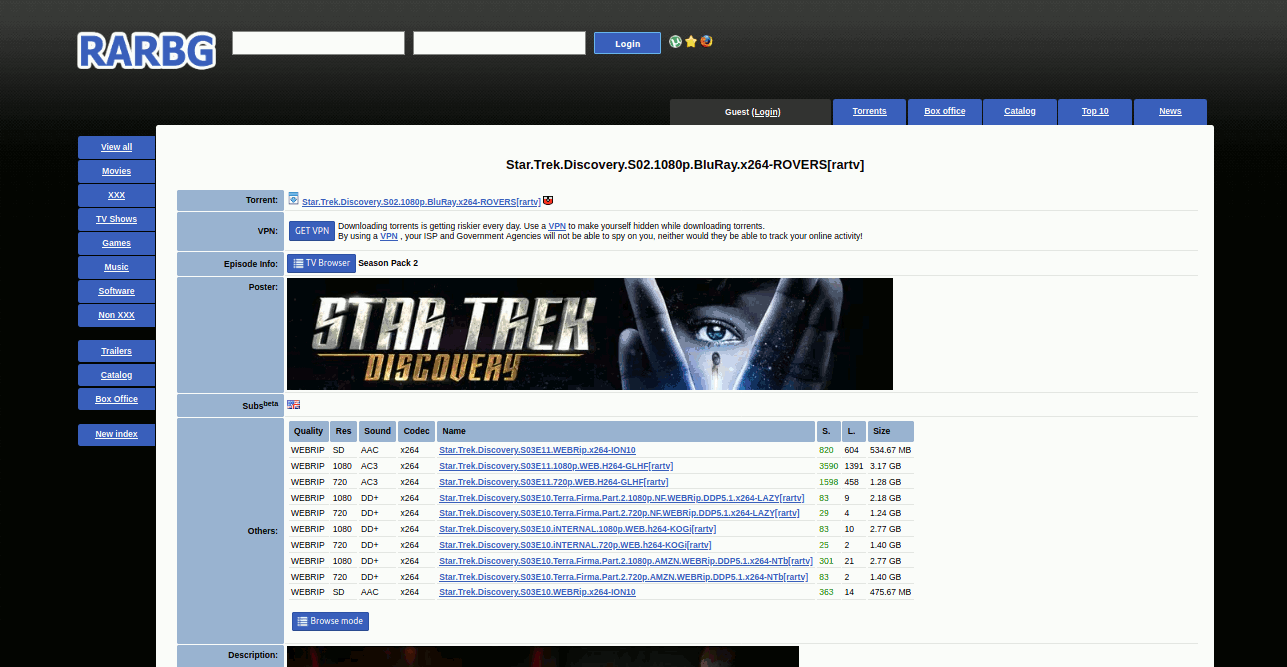 RARBG
Login
Guest (Login)
Torrents
Box office
Catalog
Top 10
News
View all
Movies
XXX
TV Shows
Games
Music
Software
Non XXX
Trailers
Catalog
Box Office
New index
Star.Trek.Discovery.S02.1080p.BluRay.x264-ROVERS[rartv]
Torrent: Star.Trek.Discovery.S02.1080p.BluRay.x264-ROVERS[rartv]
VPN: GET VPN Downloading torrents is getting riskier every day. Use a VPN to make yourself hidden while downloading torrents.
By using a VPN , your ISP and Government Agencies will not be able to spy on you, neither would they be able to track your online activity!
Episode Info: TV Browser Season Pack 2
Poster:
STAR TREK
DISCOVERY
Subsbeta
Others:
Quality Res Sound Codec Name S. L. Size
WEBRIP SD AAC x264 Star.Trek.Discovery.S03E11.WEBRip.x264-ION10 820 604 534.67 MB
WEBRIP 1080 AC3 x264 Star.Trek.Discovery.S03E11.1080p.WEB.H264-GLHF[rartv] 3590 1391 3.17 GB
WEBRIP 720 AC3 x264 Star.Trek.Discovery.S03E11.720p.WEB.H264-GLHF[rartv] 1598 458 1.28 GB
WEBRIP 1080 DD+ x264 Star.Trek.Discovery.S03E10.Terra.Firma.Part.2.1080p.NF.WEBRip.DDP5.1.x264-LAZY[rartv] 83 9 2.18 GB
WEBRIP 720 DD+ x264 Star.Trek.Discovery.S03E10.Terra.Firma.Part.2.720p.NF.WEBRip.DDP5.1.x264-LAZY[rartv] 29 4 1.24 GB
WEBRIP 1080 DD+ x264 Star.Trek.Discovery.S03E10.iNTERNAL.1080p.WEB.h264-KOGi[rartv] 83 10 2.77 GB
WEBRIP 720 DD+ x264 Star.Trek.Discovery.S03E10.iNTERNAL.720p.WEB.h264-KOGi[rartv] 25 2 1.40 GB
WEBRIP 1080 DD+ x264 Star.Trek.Discovery.S03E10.Terra.Firma.Part.2.1080p.AMZN.WEBRip.DDP5.1.x264-NTb[rartv] 301 21 2.77 GB
WEBRIP 720 DD+ x264 Star.Trek.Discovery.S03E10.Terra.Firma.Part.2.720p.AMZN.WEBRip.DDP5.1.x264-NTb[rartv] 83 2 1.40 GB
WEBRIP SD AAC x264 Star.Trek.Discovery.S03E10.WEBRip.x264-ION10 363 14 475.67 MB
Browse mode
Description: